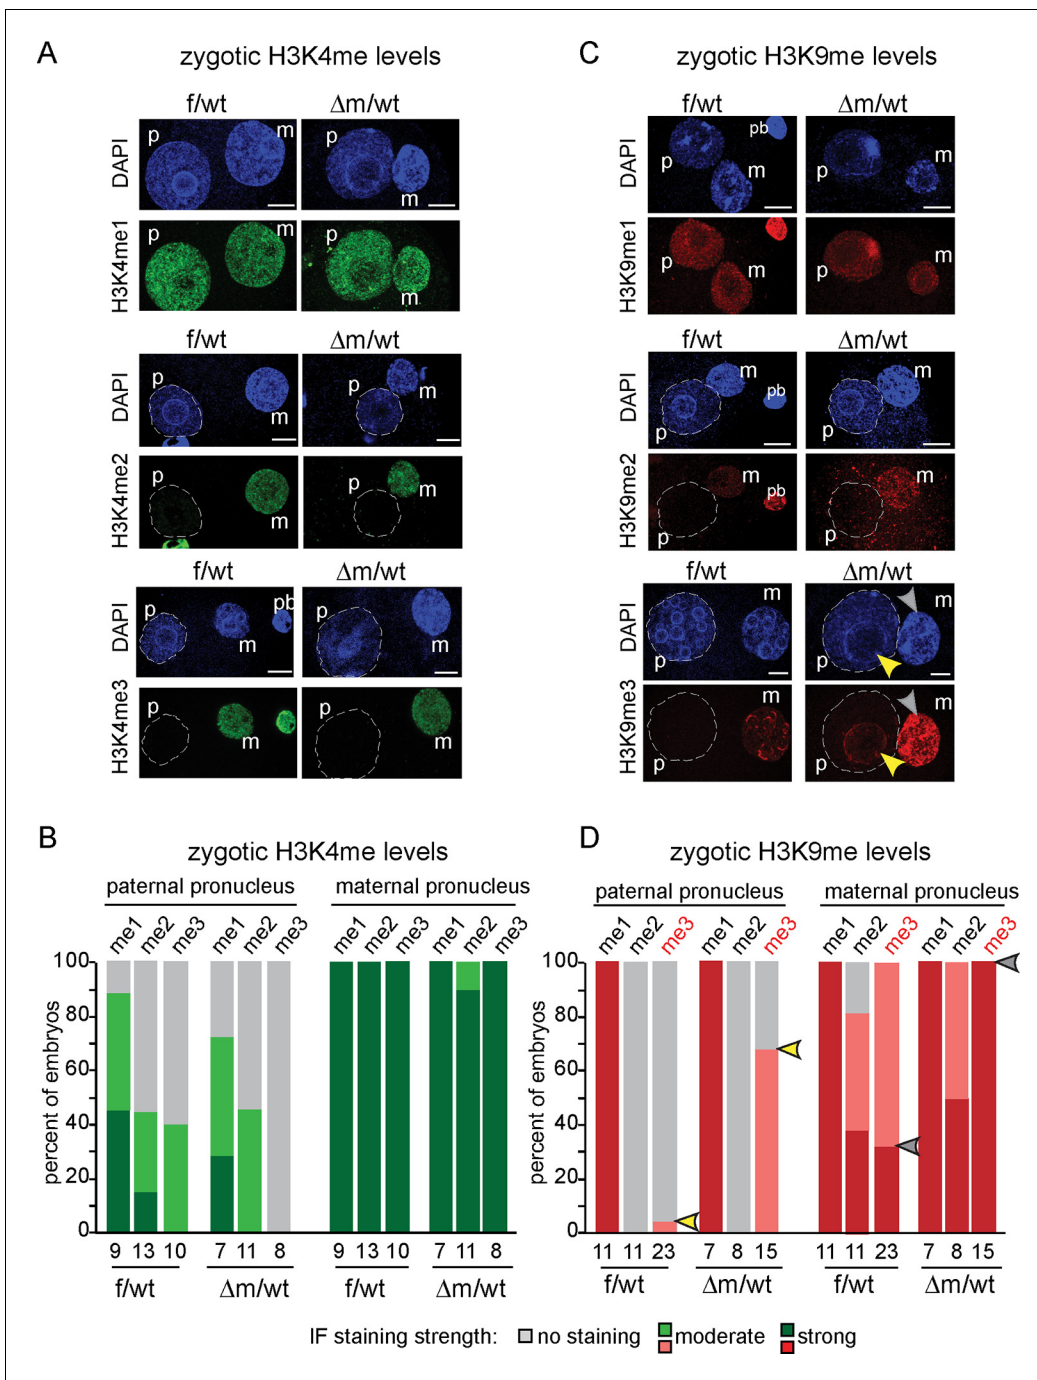 A
zygotic H3K4me levels
f/wt
Δm/wt
DAPI
p
m
p
m
H3K4me1
p
m
p
m
f/wt
Δm/wt
DAPI
p
m
p
m
H3K4me2
p
m
p
m
f/wt
Δm/wt
DAPI
p
m
pb
p
m
H3K4me3
p
m
p
m
C
zygotic H3K9me levels
f/wt
Δm/wt
DAPI
p
m
pb
p
m
H3K9me1
p
m
p
m
f/wt
Δm/wt
DAPI
p
m
pb
p
m
H3K9me2
p
m
pb
p
m
f/wt
Δm/wt
DAPI
p
m
p
m
H3K9me3
p
m
p
m
B
zygotic H3K4me levels
paternal pronucleus
maternal pronucleus
me1 me2 me3 me1 me2 me3 me1 me2 me3
percent of embryos
100
80
60
40
20
0
9 13 10 7 11 8 9 13 10 7 11 8
f/wt Δm/wt f/wt Δm/wt
D
zygotic H3K9me levels
paternal pronucleus
maternal pronucleus
me1 me2 me3 me1 me2 me3 me1 me2 me3 me1 me2 me3
percent of embryos
100
80
60
40
20
0
11 11 23 7 8 15 11 11 23 7 8 15
f/wt Δm/wt f/wt Δm/wt
IF staining strength: no staining moderate strong